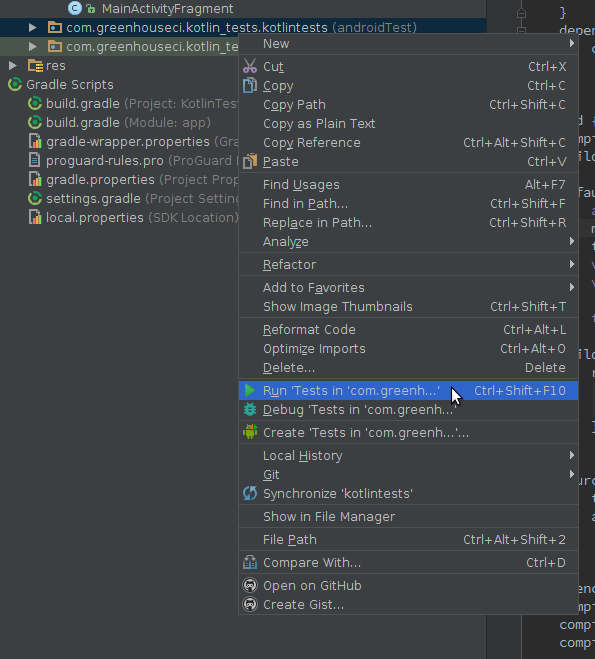 MainActivityFragment
com.greenhouseci.kotlin_tests.kotlintests (androidTest)
com.greenhouseci.kotlin_te
res
Gradle Scripts
build.gradle (Project: KotlinTes
build.gradle (Module: app)
gradle-wrapper.properties (Gra
proguard-rules.pro (ProGuard
gradle.properties (Project Prop
settings.gradle (Project Setting
local.properties (SDK Location)
New
Cut Ctrl+X
Copy Ctrl+C
Copy Path Ctrl+Shift+C
Copy as Plain Text
Copy Reference Ctrl+Alt+Shift+C
Paste Ctrl+V
Find Usages Alt+F7
Find in Path... Ctrl+Shift+F
Replace in Path... Ctrl+Shift+R
Analyze
Refactor
Add to Favorites
Show Image Thumbnails Ctrl+Shift+T
Reformat Code Ctrl+Alt+L
Optimize Imports Ctrl+Alt+O
Delete... Delete
Run 'Tests in 'com.greenh...' Ctrl+Shift+F10
Debug 'Tests in 'com.greenh...'
Create 'Tests in 'com.greenh...'...
Local History
Git
Synchronize 'kotlintests'
Show in File Manager
File Path Ctrl+Alt+Shift+2
Compare With... Ctrl+D
Open on GitHub
Create Gist...
}
depe
d {
comp
compt
compt